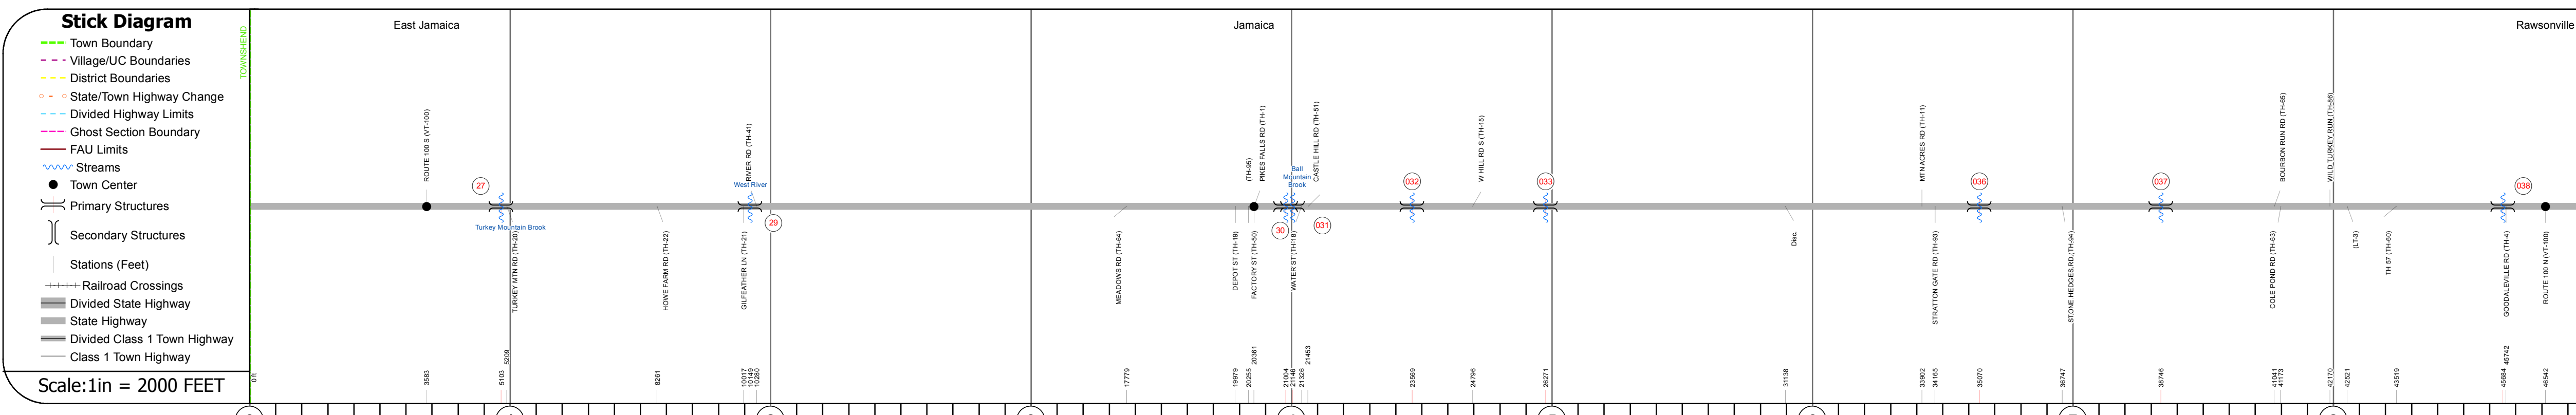 Stick Diagram
Town Boundary
Village/UC Boundaries
District Boundaries
State/Town Highway Change
Divided Highway Limits
Ghost Section Boundary
FAU Limits
Streams
Town Center
Primary Structures
Secondary Structures
Stations (Feet)
Railroad Crossings
Divided State Highway
State Highway
Divided Class 1 Town Highway
Class 1 Town Highway
Scale:1in = 2000 FEET
TOWNSHEND
East Jamaica
Jamaica
Rawsonville
ROUTE 100 S (VT-100)
RIVER RD (TH-41)
(TH-95)
PIKES FALLS RD (TH-1)
CASTLE HILL RD (TH-51)
W HILL RD S (TH-15)
MTN ACRES RD (TH-11)
BOURBON RUN RD (TH-65)
WILD TURKEY RUN (TH-86)
27
West River
29
Ball
Mountain
Brook
30
031
032
033
036
037
038
Turkey Mountain Brook
TURKEY MTN RD (TH-20)
HOWE FARM RD (TH-22)
GILFEATHER LN (TH-21)
MEADOWS RD (TH-64)
DEPOT ST (TH-19)
FACTORY ST (TH-50)
WATER ST (TH-18)
Disc.
STRATTON GATE RD (TH-93)
STONE HEDGES RD (TH-94)
COLE POND RD (TH-63)
(LT-3)
TH 57 (TH-60)
GOODALEVILLE RD (TH-4)
ROUTE 100 N (VT-100)
0 ft
3583
5103
5209
8261
10017
10149
10280
17779
19979
20255
20361
21004
21146
21326
21453
23569
24796
26271
31138
33902
34165
35070
36747
38746
41041
41173
42170
42521
43519
45684
45742
46542